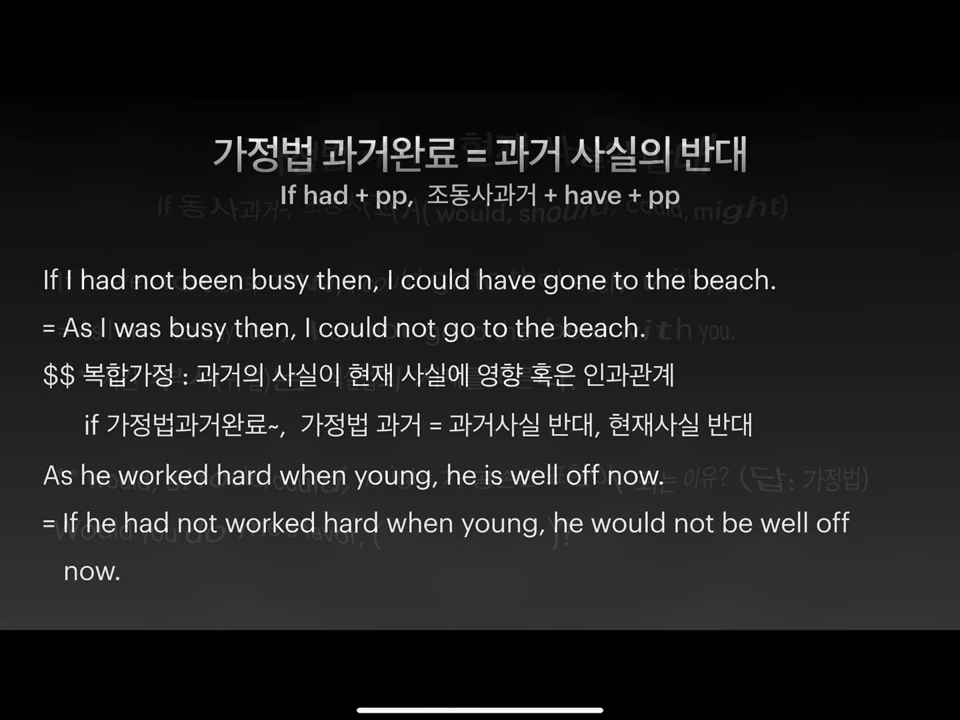 가정법 과거완료 = 과거 사실의 반대
If had + pp, 조동사과거 + have + pp
If I had not been busy then, I could have gone to the beach.
= As I was busy then, I could not go to the beach.
$$ 복합가정 : 과거의 사실이 현재 사실에 영향 혹은 인과관계
if 가정법과거완료~, 가정법 과거 = 과거사실 반대, 현재사실 반대
As he worked hard when young, he is well off now.
= If he had not worked hard when young, he would not be well off
now.